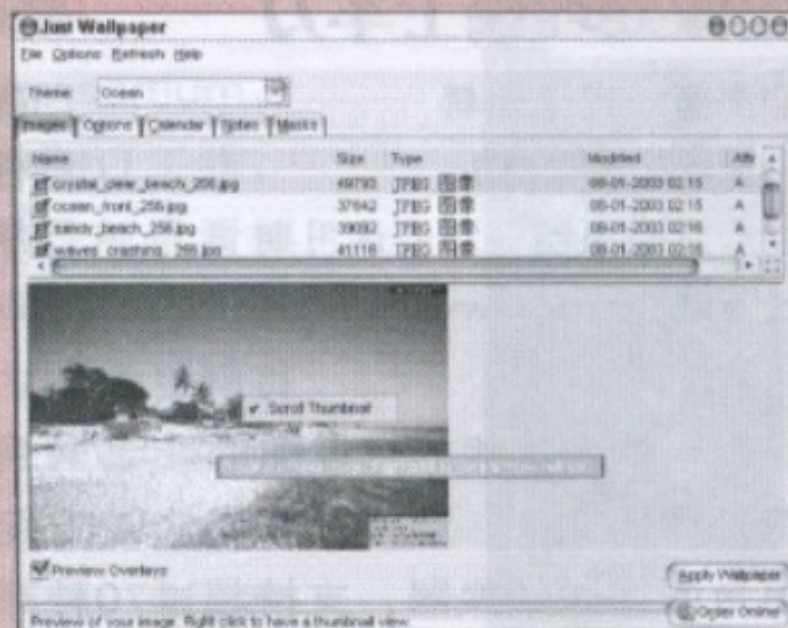 Just Wallpaper
File Options Refresh Help
Theme: Ocean
Images Options Calendar Notes Masks
Name Size Type Modified Attr
crystal_clear_beach_256.jpg 49793 JPEG 图像 08-01-2003 02:15 A
ocean_front_256.jpg 37642 JPEG 图像 08-01-2003 02:15 A
sandy_beach_256.jpg 39092 JPEG 图像 08-01-2003 02:16 A
waves_crashing_256.jpg 41116 JPEG 图像 08-01-2003 02:16 A
Scroll Thumbnail
Preview Overlays
Apply Wallpaper
Order Online!
Preview of your image. Right click to have a thumbnail view.